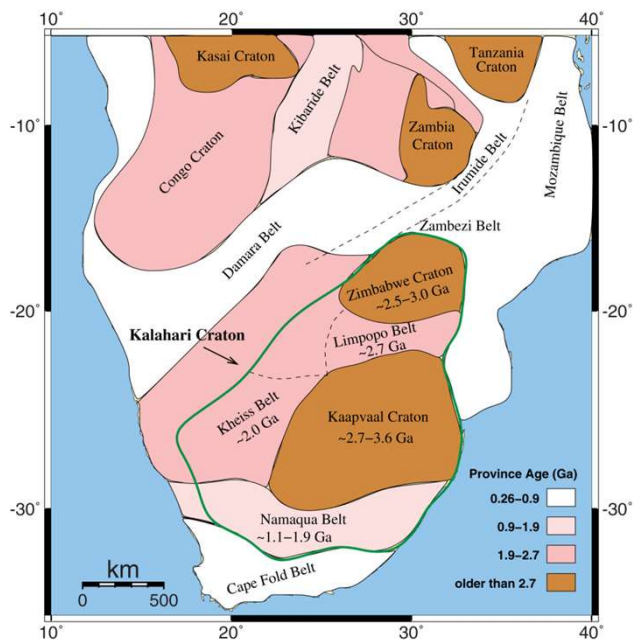 10°
20°
30°
40°
Kasai Craton
Tanzania
Craton
Kibaride Belt
-10°
Zambia
Craton
Congo Craton
Irumide Belt
Mozambique Belt
Zambezi Belt
Damara Belt
Zimbabwe Craton
~2.5–3.0 Ga
-20°
Kalahari Craton
Limpopo Belt
~2.7 Ga
Kheiss Belt
~2.0 Ga
Kaapvaal Craton
~2.7–3.6 Ga
Province Age (Ga)
0.26–0.9
0.9–1.9
1.9–2.7
older than 2.7
-30°
Namaqua Belt
~1.1–1.9 Ga
km
0
500
Cape Fold Belt
10°
20°
30°
40°